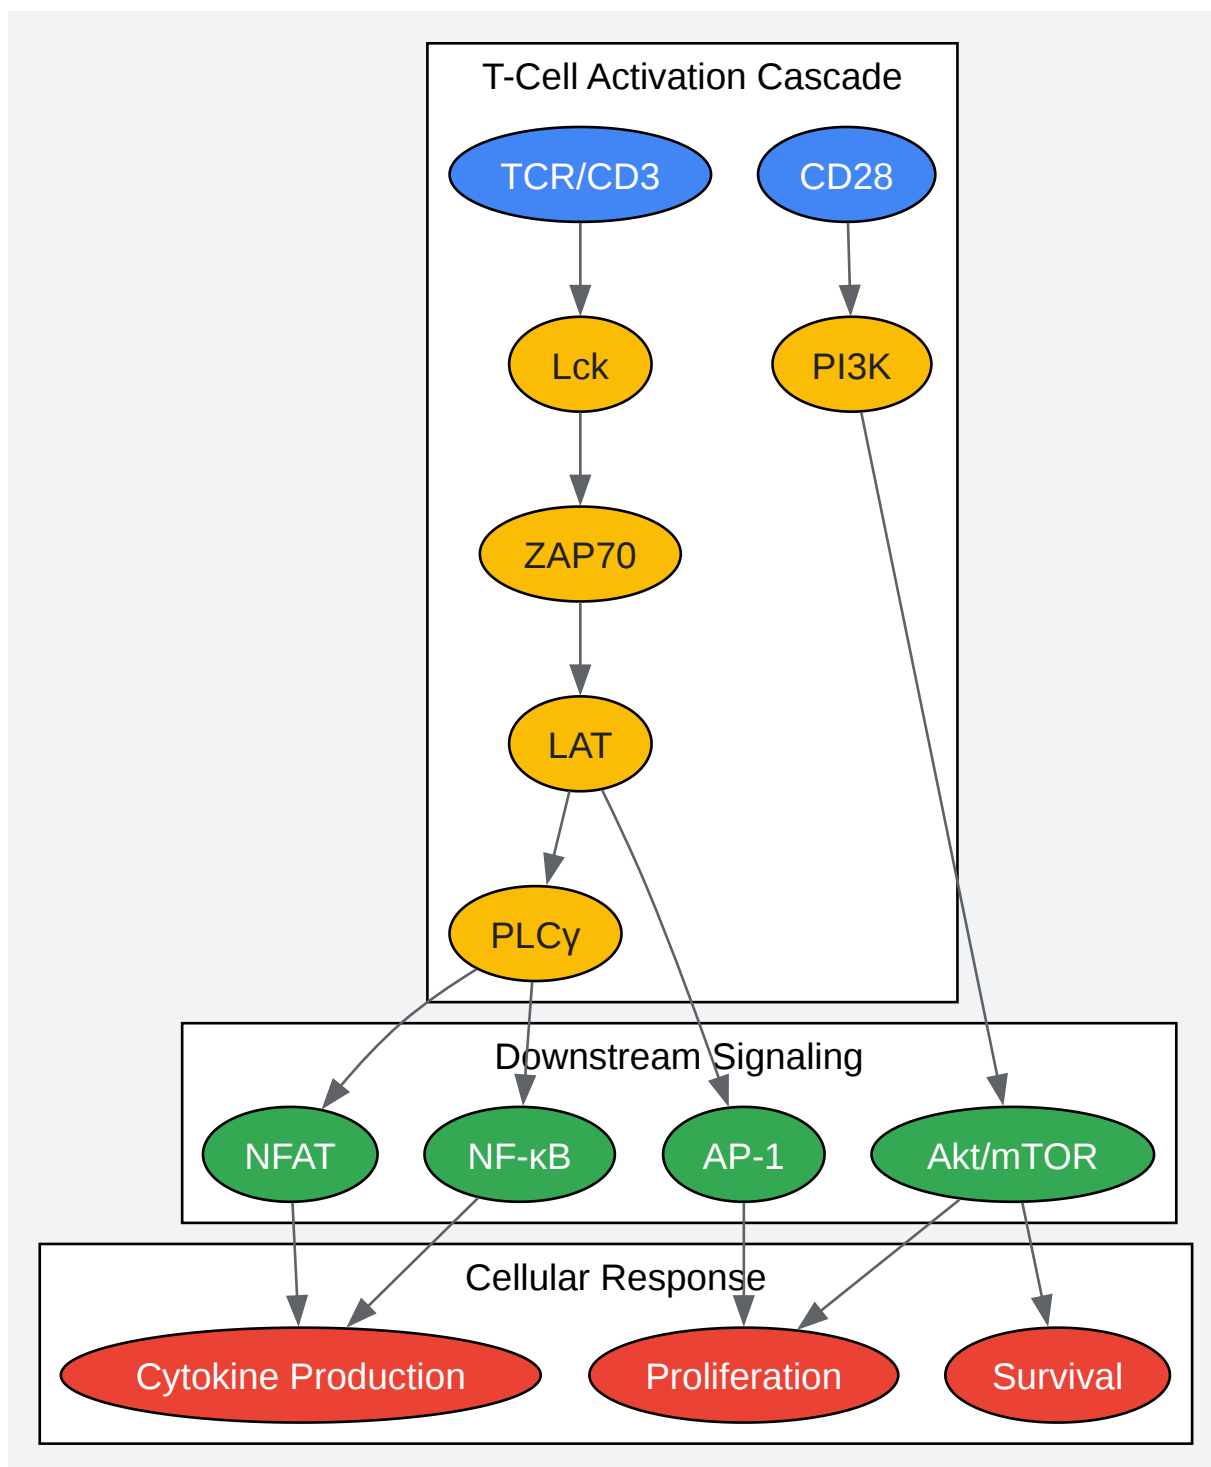 T-Cell Activation Cascade
TCR/CD3
CD28
Lck
PI3K
ZAP70
LAT
PLCγ
Downstream Signaling
NFAT
NF-κB
AP-1
Akt/mTOR
Cellular Response
Cytokine Production
Proliferation
Survival